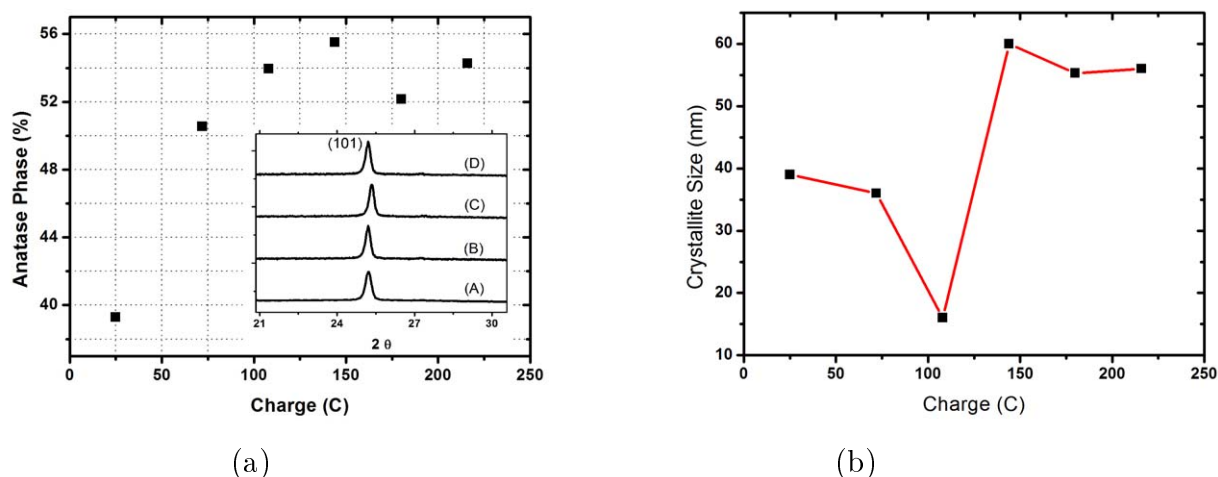 56
52
48
44
40
Anatase Phase (%)
0 50 100 150 200 250
Charge (C)
(101)
(D)
(C)
(B)
(A)
21 24 27 30
2 θ
(a)
60
50
40
30
20
10
Crystallite Size (nm)
0 50 100 150 200 250
Charge (C)
(b)